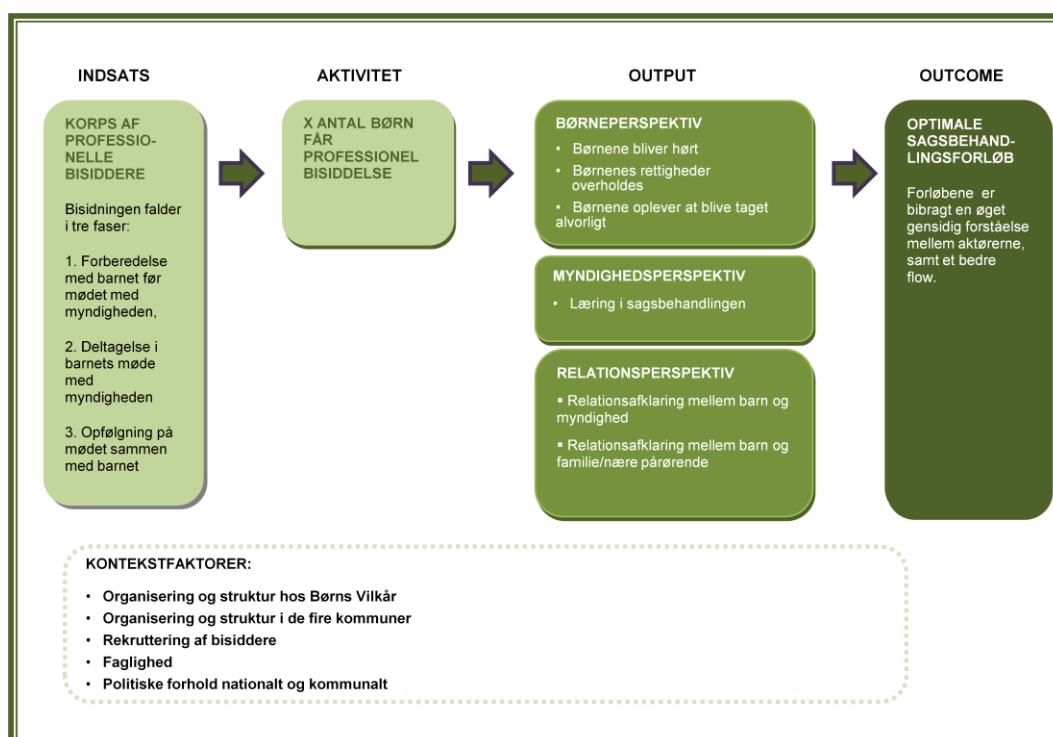 INDSATS
KORPS AF
PROFESSIO-
NELLE
BISIDDERE
Bisidningen falder
i tre faser:
1. Forberedelse
med barnet før
mødet med
myndigheden,
2. Deltagelse i
barnets møde
med
myndigheden
3. Opfølgning på
mødet sammen
med barnet
AKTIVITET
X ANTAL BØRN
FÅR
PROFESSIONEL
BISIDDELSE
OUTPUT
BØRNEPERSPEKTIV
• Børnene bliver hørt
• Børnenes rettigheder
overholdes
• Børnene oplever at blive taget
alvorligt
MYNDIGHEDSPERSPEKTIV
• Læring i sagsbehandlingen
RELATIONSPERSPEKTIV
▪ Relationsafklaring mellem barn og
myndighed
▪ Relationsafklaring mellem barn og
familie/nære pårørende
OUTCOME
OPTIMALE
SAGSBEHAND-
LINGSFORLØB
Forløbene er
bibragt en øget
gensidig forståelse
mellem aktørerne,
samt et bedre
flow.
KONTEKSTFAKTORER:
• Organisering og struktur hos Børns Vilkår
• Organisering og struktur i de fire kommuner
• Rekruttering af bisiddere
• Faglighed
• Politiske forhold nationalt og kommunalt